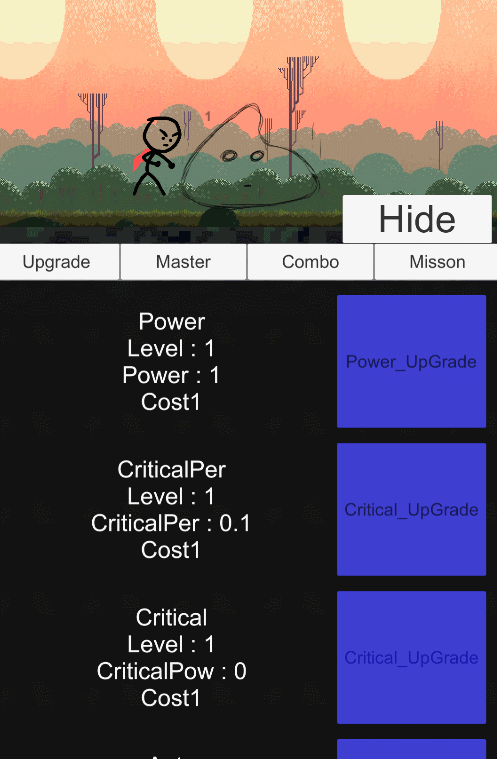 1
Hide
Upgrade
Master
Combo
Misson
Power
Level : 1
Power : 1
Cost1
Power_UpGrade
CriticalPer
Level : 1
CriticalPer : 0.1
Cost1
Critical_UpGrade
Critical
Level : 1
CriticalPow : 0
Cost1
Critical_UpGrade